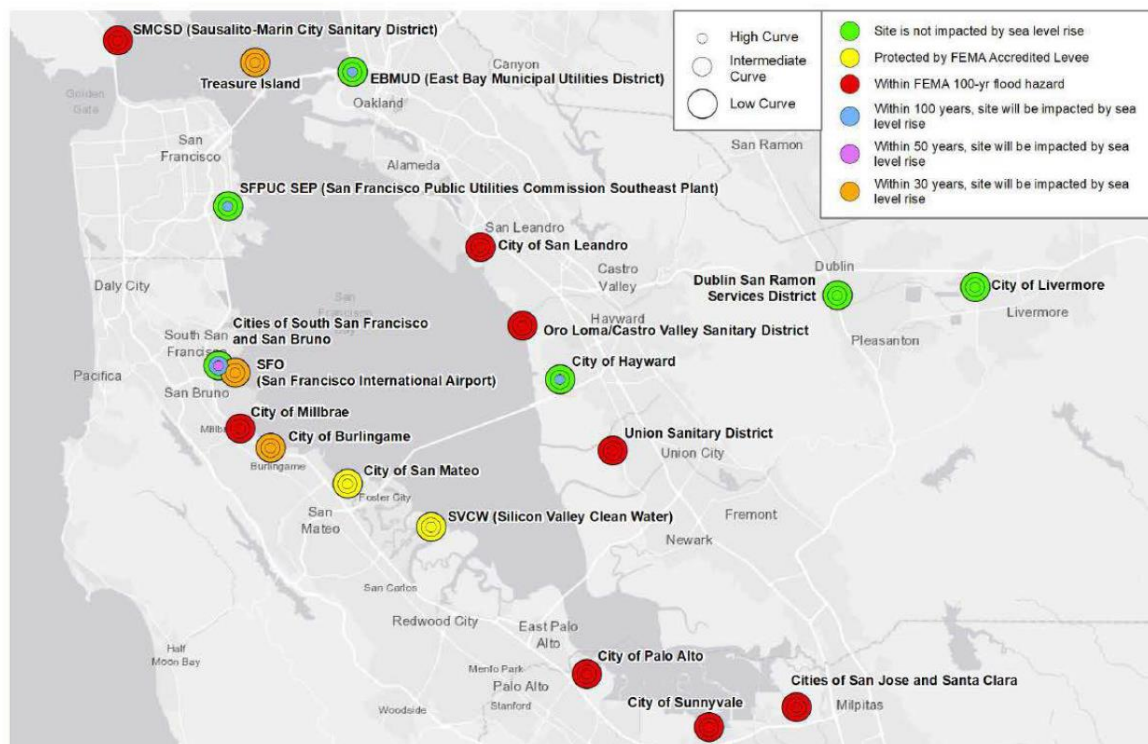 SMCSD (Sausalito-Marin City Sanitary District)
Treasure Island
Canyon
EBMUD (East Bay Municipal Utilities District)
Oakland
Golden
Gate
San
Francisco
Alameda
High Curve
Intermediate
Curve
Low Curve
Site is not impacted by sea level rise
Protected by FEMA Accredited Levee
Within FEMA 100-yr flood hazard
Within 100 years, site will be impacted by sea
level rise
Within 50 years, site will be impacted by sea
level rise
Within 30 years, site will be impacted by sea
level rise
San Ramon
SFPUC SEP (San Francisco Public Utilities Commission Southeast Plant)
San Leandro
City of San Leandro
Castro
Valley
Dublin
Dublin San Ramon
Services District
City of Livermore
Livermore
Daly City
San
Francisco
Cities of South San Francisco
and San Bruno
South San
Francisco
Hayward
Oro Loma/Castro Valley Sanitary District
Pleasanton
City of Hayward
SFO
(San Francisco International Airport)
Pacifica
San Bruno
City of Millbrae
City of Burlingame
Burlingame
Union Sanitary District
Union City
City of San Mateo
Foster City
San
Mateo
SVCW (Silicon Valley Clean Water)
Fremont
Newark
San Carlos
Redwood City
East Palo
Alto
Half
Moon Bay
Menlo Park
Palo Alto
Stanford
City of Palo Alto
Woodside
City of Sunnyvale
Cities of San Jose and Santa Clara
Milpitas